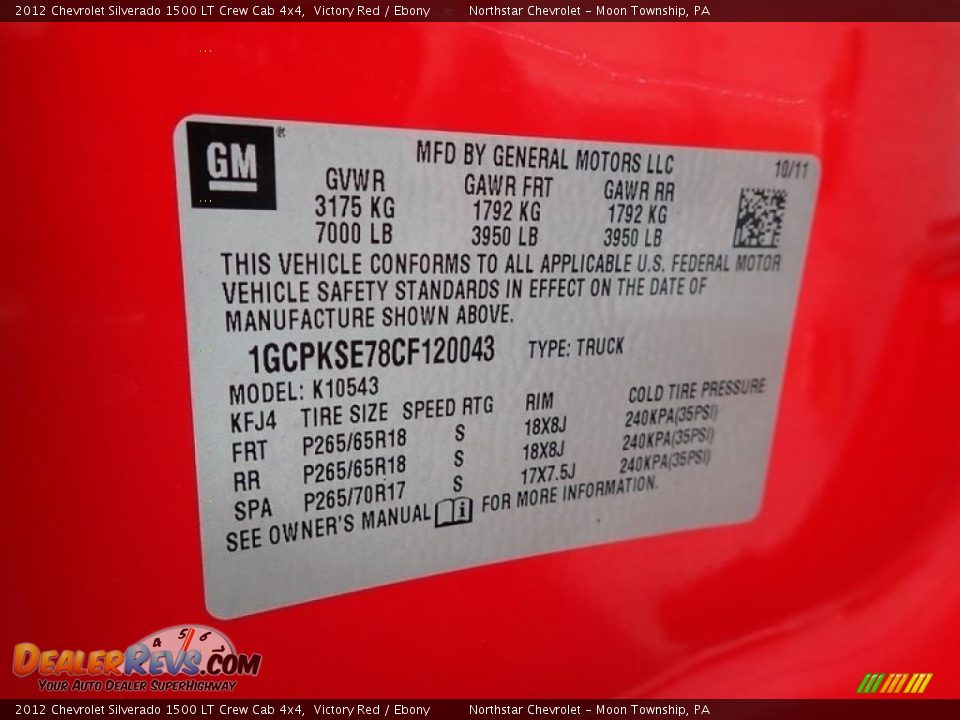 2012 Chevrolet Silverado 1500 LT Crew Cab 4x4, Victory Red / Ebony Northstar Chevrolet - Moon Township, PA
GM ®
MFD BY GENERAL MOTORS LLC 10/11
GVWR GAWR FRT GAWR RR
3175 KG 1792 KG 1792 KG
7000 LB 3950 LB 3950 LB
THIS VEHICLE CONFORMS TO ALL APPLICABLE U.S. FEDERAL MOTOR
VEHICLE SAFETY STANDARDS IN EFFECT ON THE DATE OF
MANUFACTURE SHOWN ABOVE.
1GCPKSE78CF120043 TYPE: TRUCK
MODEL: K10543
KFJ4 TIRE SIZE SPEED RTG RIM COLD TIRE PRESSURE
FRT P265/65R18 S 18X8J 240KPA(35PSI)
RR P265/65R18 S 18X8J 240KPA(35PSI)
SPA P265/70R17 S 17X7.5J 240KPA(35PSI)
SEE OWNER'S MANUAL i FOR MORE INFORMATION.
4 5 6
DEALERREVS.COM
YOUR AUTO DEALER SUPERHIGHWAY
2012 Chevrolet Silverado 1500 LT Crew Cab 4x4, Victory Red / Ebony Northstar Chevrolet - Moon Township, PA